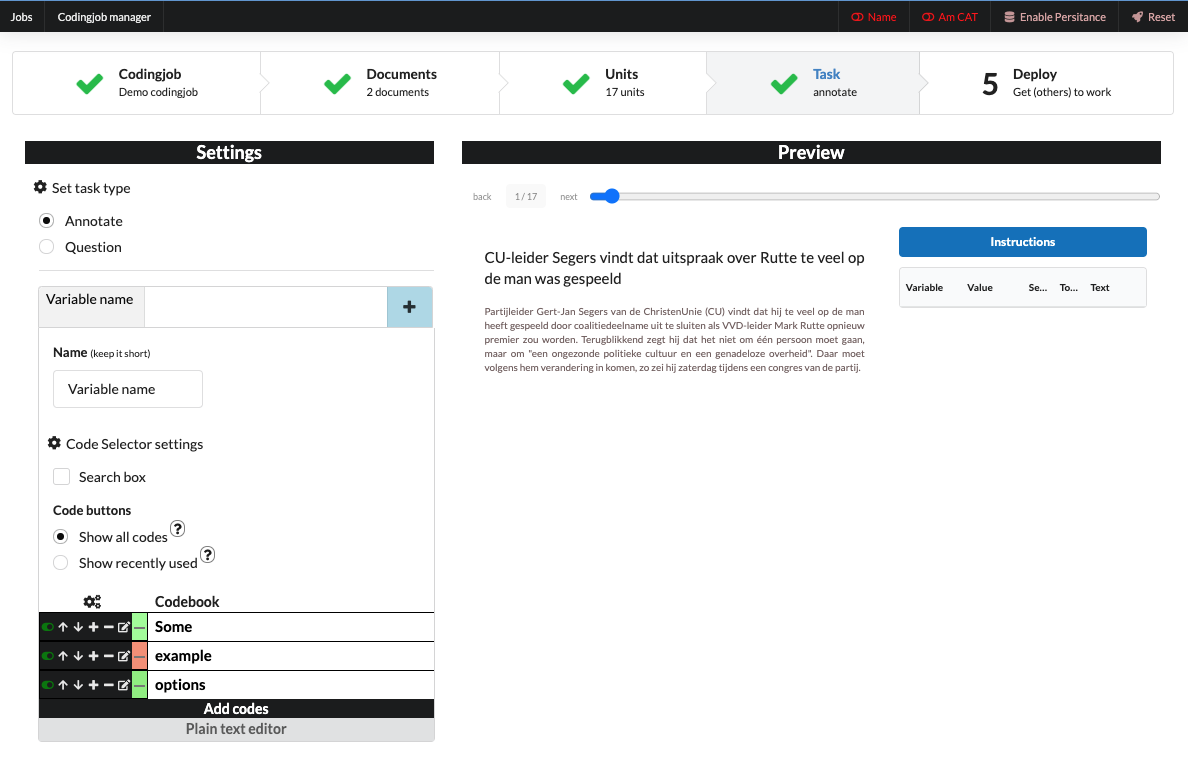 Jobs
Codingjob manager
Name
Am CAT
Enable Persitance
Reset
Codingjob
Demo codingjob
Documents
2 documents
Units
17 units
Task
annotate
5
Deploy
Get (others) to work
Settings
Set task type
Annotate
Question
Variable name
Name (keep it short)
Variable name
Code Selector settings
Search box
Code buttons
Show all codes ?
Show recently used ?
Codebook
Some
example
options
Add codes
Plain text editor
Preview
back 1 / 17 next
CU-leider Segers vindt dat uitspraak over Rutte te veel op
de man was gespeeld
Partijleider Gert-Jan Segers van de ChristenUnie (CU) vindt dat hij te veel op de man
heeft gespeeld door coalitiedeelname uit te sluiten als VVD-leider Mark Rutte opnieuw
premier zou worden. Terugblikkend zegt hij dat het niet om één persoon moet gaan,
maar om "een ongezonde politieke cultuur en een genadeloze overheid". Daar moet
volgens hem verandering in komen, zo zei hij zaterdag tijdens een congres van de partij.
Instructions
Variable Value Se... To... Text